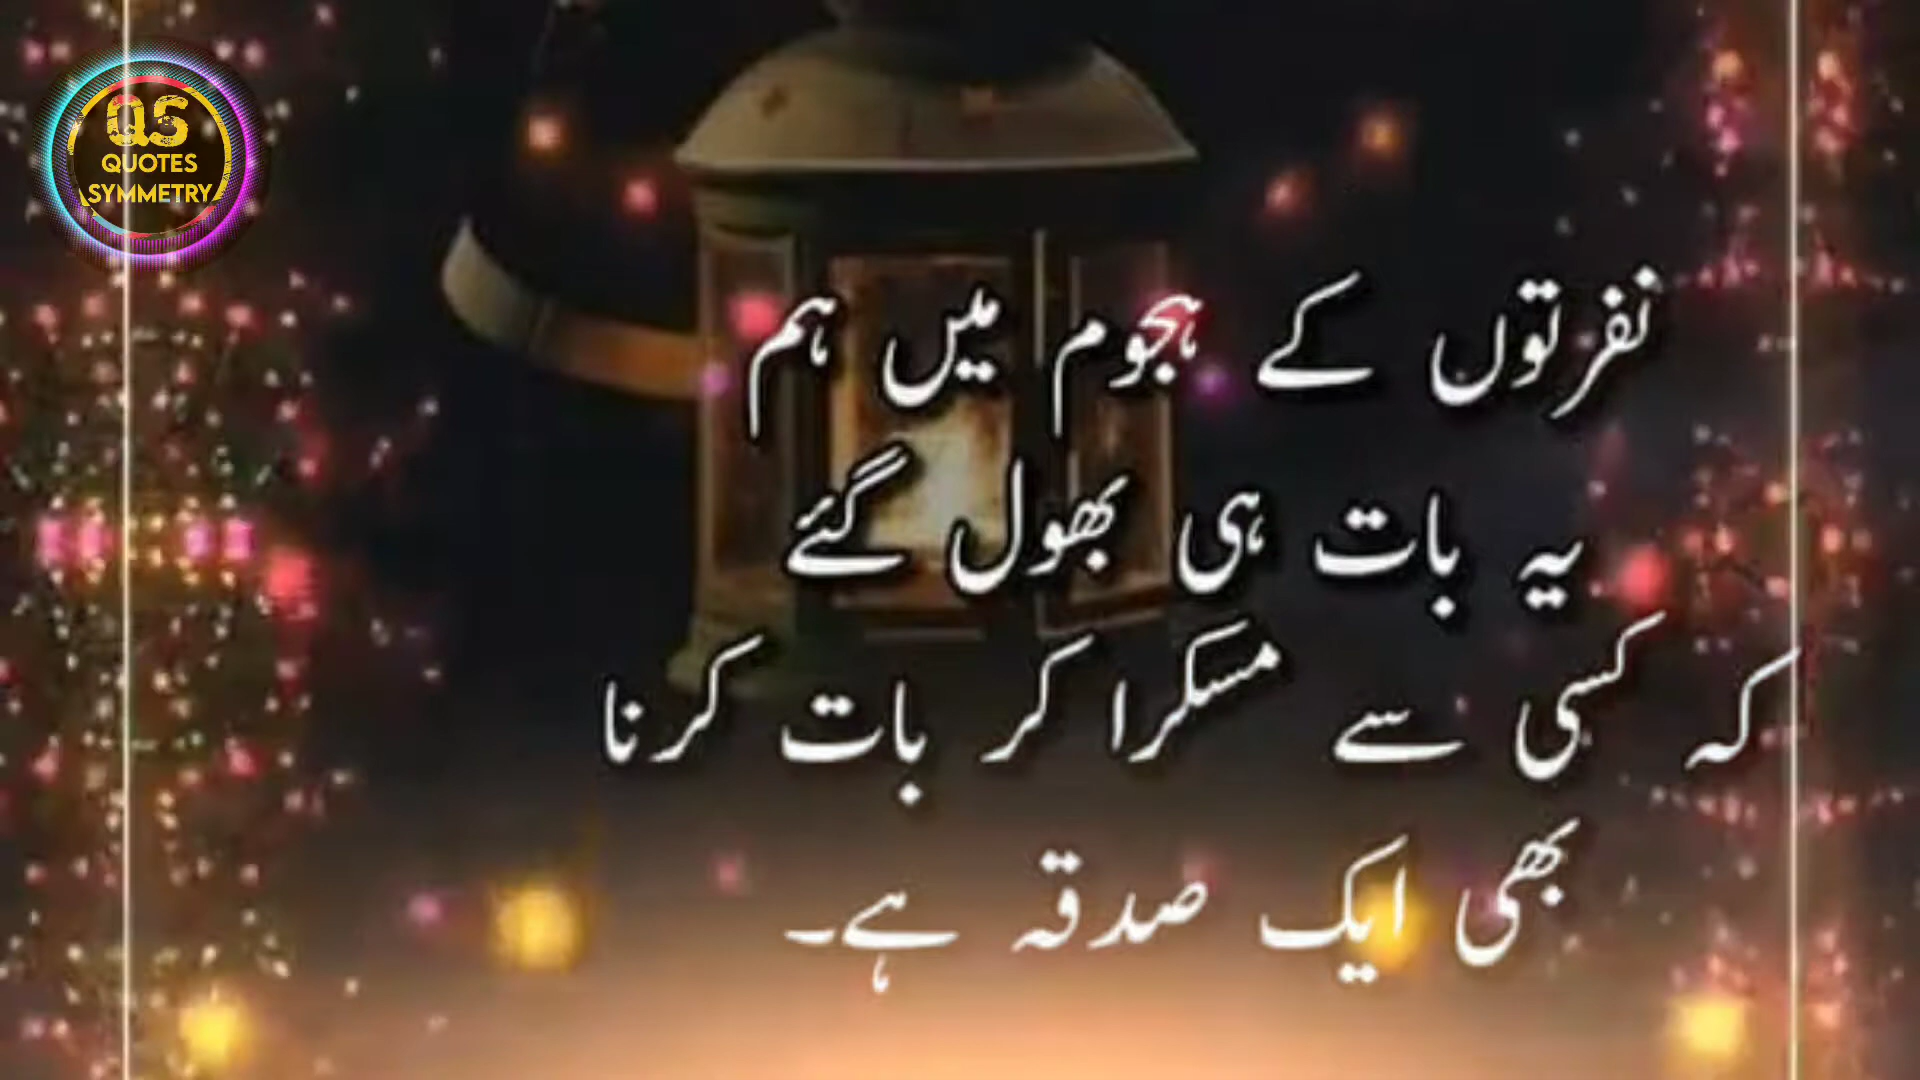 QS
QUOTES
SYMMETRY
نفرتوں کے ہجوم میں ہم
یہ بات ہی بھول گئے
کہ کسی سے مسکرا کر بات کرنا
بھی ایک صدقہ ہے۔